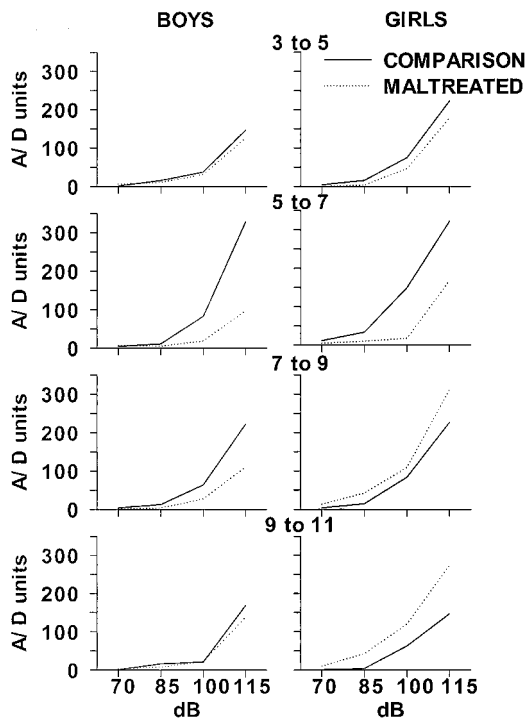 BOYS GIRLS
3 to 5
COMPARISON
MALTREATED
A/ D units
300
200
100
0
5 to 7
A/ D units
300
200
100
0
7 to 9
A/ D units
300
200
100
0
9 to 11
A/ D units
300
200
100
0
70 85 100 115 70 85 100 115
dB dB